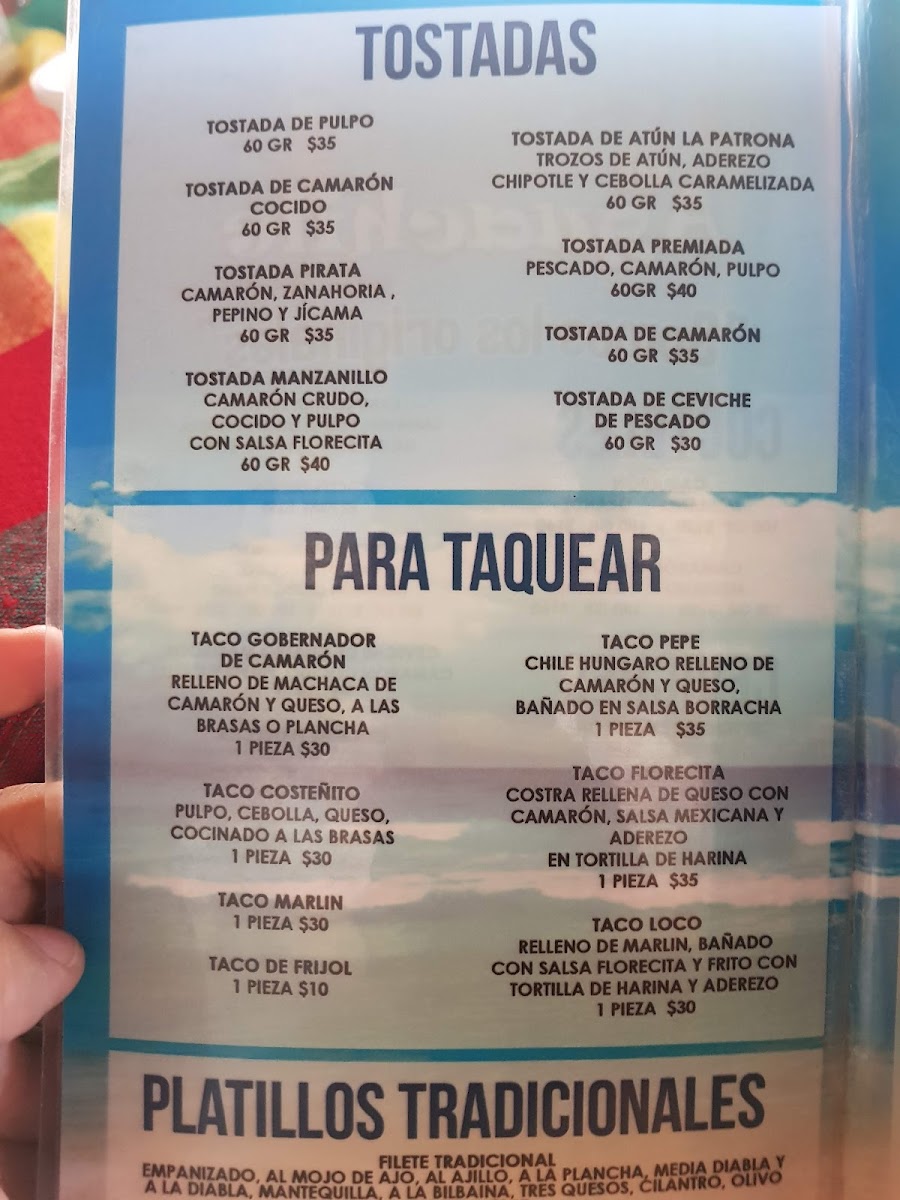 TOSTADAS
TOSTADA DE PULPO
60 GR $35
TOSTADA DE CAMARÓN
COCIDO
60 GR $35
TOSTADA PIRATA
CAMARÓN, ZANAHORIA ,
PEPINO Y JÍCAMA
60 GR $35
TOSTADA MANZANILLO
CAMARÓN CRUDO,
COCIDO Y PULPO
CON SALSA FLORECITA
60 GR $40
TOSTADA DE ATÚN LA PATRONA
TROZOS DE ATÚN, ADEREZO
CHIPOTLE Y CEBOLLA CARAMELIZADA
60 GR $35
TOSTADA PREMIADA
PESCADO, CAMARÓN, PULPO
60GR $40
TOSTADA DE CAMARÓN
60 GR $35
TOSTADA DE CEVICHE
DE PESCADO
60 GR $30
PARA TAQUEAR
TACO GOBERNADOR
DE CAMARÓN
RELLENO DE MACHACA DE
CAMARÓN Y QUESO, A LAS
BRASAS O PLANCHA
1 PIEZA $30
TACO COSTEÑITO
PULPO, CEBOLLA, QUESO,
COCINADO A LAS BRASAS
1 PIEZA $30
TACO MARLIN
1 PIEZA $30
TACO DE FRIJOL
1 PIEZA $10
TACO PEPE
CHILE HUNGARO RELLENO DE
CAMARÓN Y QUESO,
BAÑADO EN SALSA BORRACHA
1 PIEZA $35
TACO FLORECITA
COSTRA RELLENA DE QUESO CON
CAMARÓN, SALSA MEXICANA Y
ADEREZO
EN TORTILLA DE HARINA
1 PIEZA $35
TACO LOCO
RELLENO DE MARLIN, BAÑADO
CON SALSA FLORECITA Y FRITO CON
TORTILLA DE HARINA Y ADEREZO
1 PIEZA $30
PLATILLOS TRADICIONALES
FILETE TRADICIONAL
EMPANIZADO, AL MOJO DE AJO, AL AJILLO, A LA PLANCHA, MEDIA DIABLA Y
A LA DIABLA, MANTEQUILLA, A LA BILBAINA, TRES QUESOS, CILANTRO, OLIVO